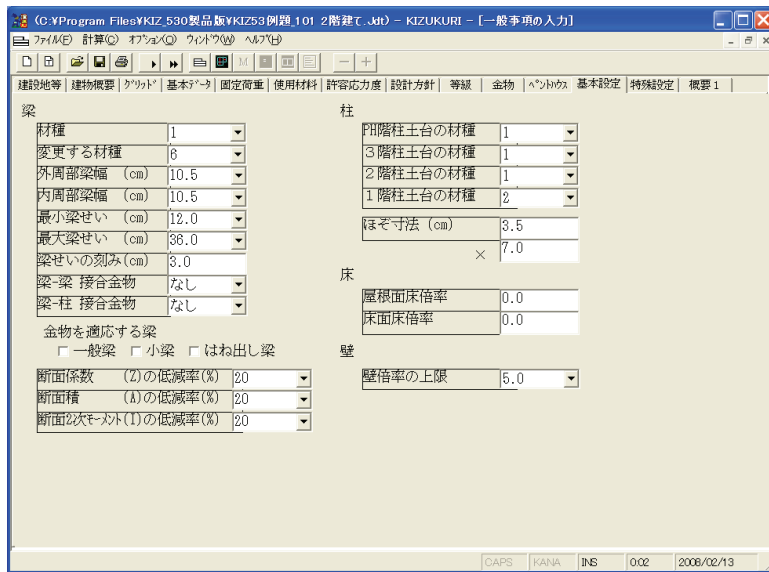 (C:¥Program Files¥KIZ_530製品版¥KIZ53例題_101 2階建て.Jdt) - KIZUKURI - [一般事項の入力]
ファイル(F) 計算(C) オプション(O) ウィンドウ(W) ヘルプ(H)
建設地等 建物概要 グリッド 基本データ 固定荷重 使用材料 許容応力度 設計方針 等級 金物 ペントハウス 基本設定 特殊設定 概要1
梁
材種 1
変更する材種 6
外周部梁幅 (cm) 10.5
内周部梁幅 (cm) 10.5
最小梁せい (cm) 12.0
最大梁せい (cm) 36.0
梁せいの刻み(cm) 3.0
梁-梁 接合金物 なし
梁-柱 接合金物 なし
金物を適応する梁
一般梁 小梁 はね出し梁
断面係数 (Z)の低減率(%) 20
断面積 (A)の低減率(%) 20
断面2次モーメント(I)の低減率(%) 20
柱
PH階柱土台の材種 1
3階柱土台の材種 1
2階柱土台の材種 1
1階柱土台の材種 2
ほぞ寸法 (cm) 3.5
× 7.0
床
屋根面床倍率 0.0
床面床倍率 0.0
壁
壁倍率の上限 5.0
CAPS KANA INS 0:02 2008/02/13